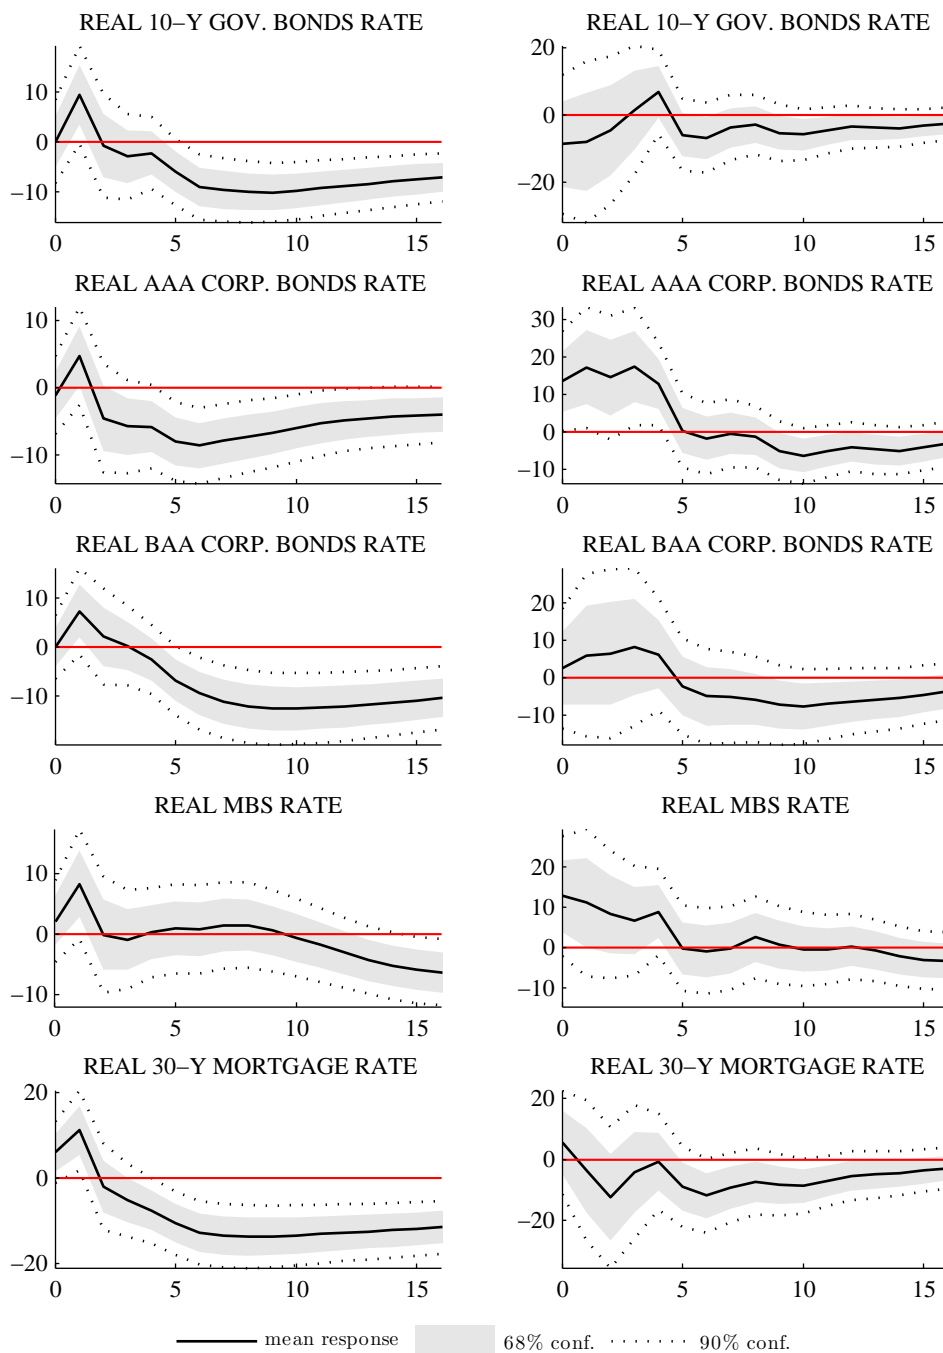 REAL 10−Y GOV. BONDS RATE
10
0
−10
0 5 10 15
REAL 10−Y GOV. BONDS RATE
20
0
−20
0 5 10 15
REAL AAA CORP. BONDS RATE
10
0
−10
0 5 10 15
REAL AAA CORP. BONDS RATE
30
20
10
0
−10
0 5 10 15
REAL BAA CORP. BONDS RATE
10
0
−10
0 5 10 15
REAL BAA CORP. BONDS RATE
20
10
0
−10
0 5 10 15
REAL MBS RATE
10
0
−10
0 5 10 15
REAL MBS RATE
20
10
0
−10
0 5 10 15
REAL 30−Y MORTGAGE RATE
20
0
−20
0 5 10 15
REAL 30−Y MORTGAGE RATE
20
0
−20
0 5 10 15
mean response 68% conf. 90% conf.